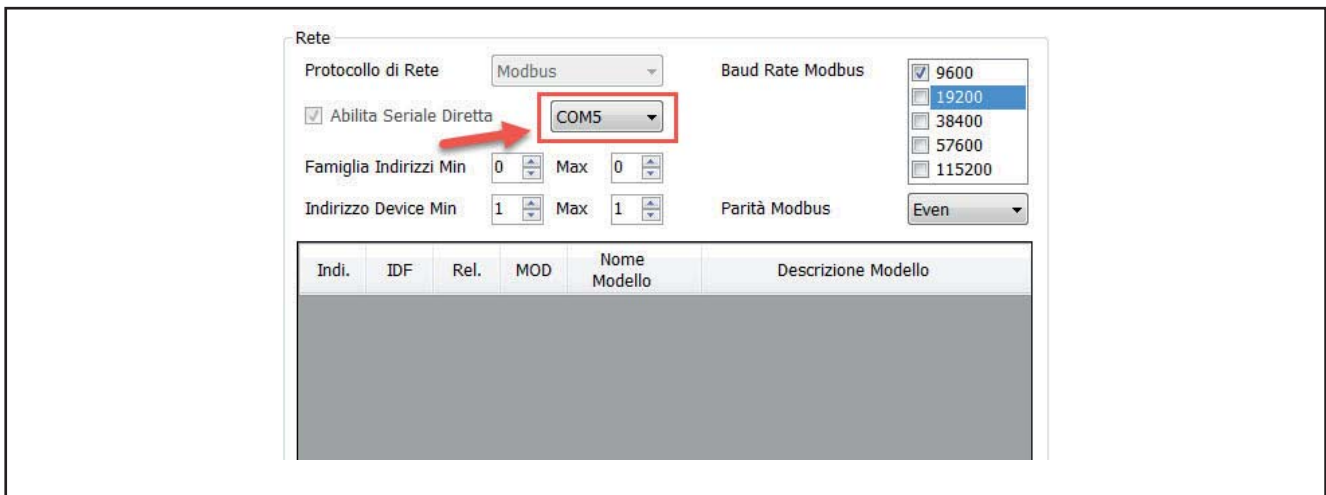 Rete
Protocollo di Rete Modbus Baud Rate Modbus 9600
19200
Abilita Seriale Diretta COM5 38400
57600
Famiglia Indirizzi Min 0 Max 0 115200
Indirizzo Device Min 1 Max 1 Parità Modbus Even
Indi. IDF Rel. MOD Nome Modello Descrizione Modello